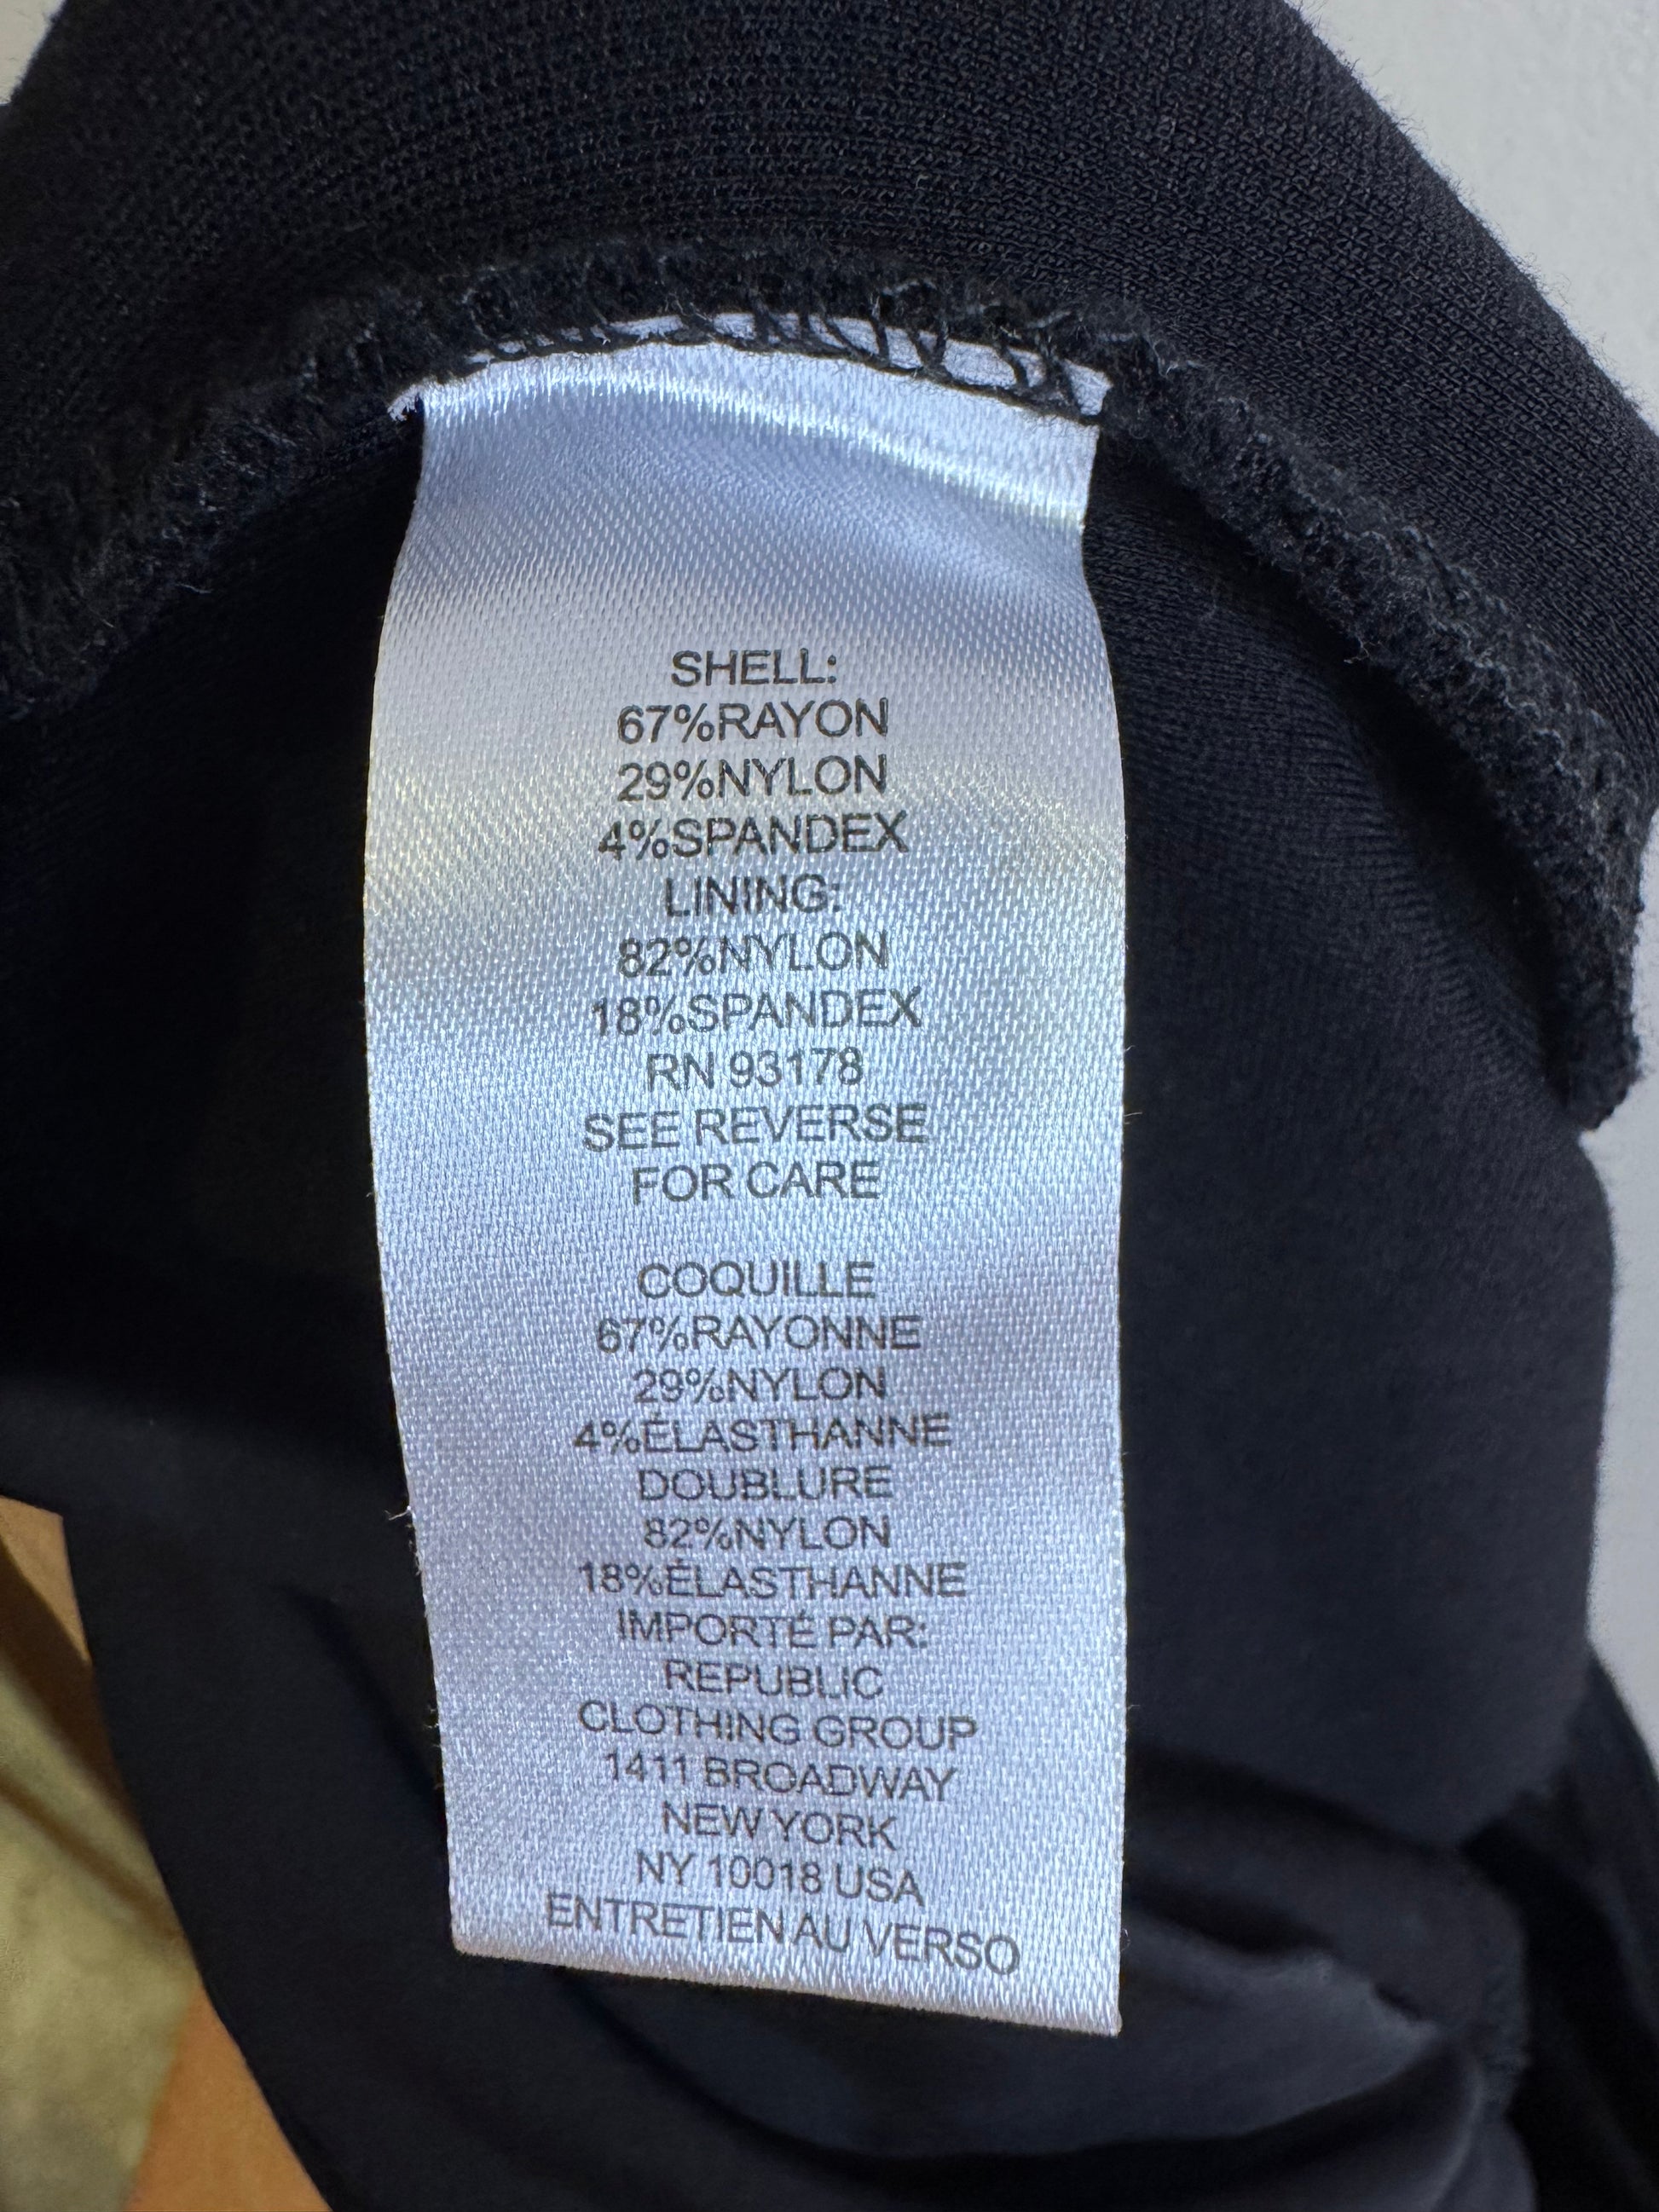 SHELL:
67%RAYON
29%NYLON
4%SPANDEX
LINING:
82%NYLON
18%SPANDEX
RN 93178
SEE REVERSE
FOR CARE
COQUILLE
67%RAYONNE
29%NYLON
4%ÉLASTHANNE
DOUBLURE
82%NYLON
18%ÉLASTHANNE
IMPORTÉ PAR:
REPUBLIC
CLOTHING GROUP
1411 BROADWAY
NEW YORK
NY 10018 USA
ENTRETIEN AU VERSO